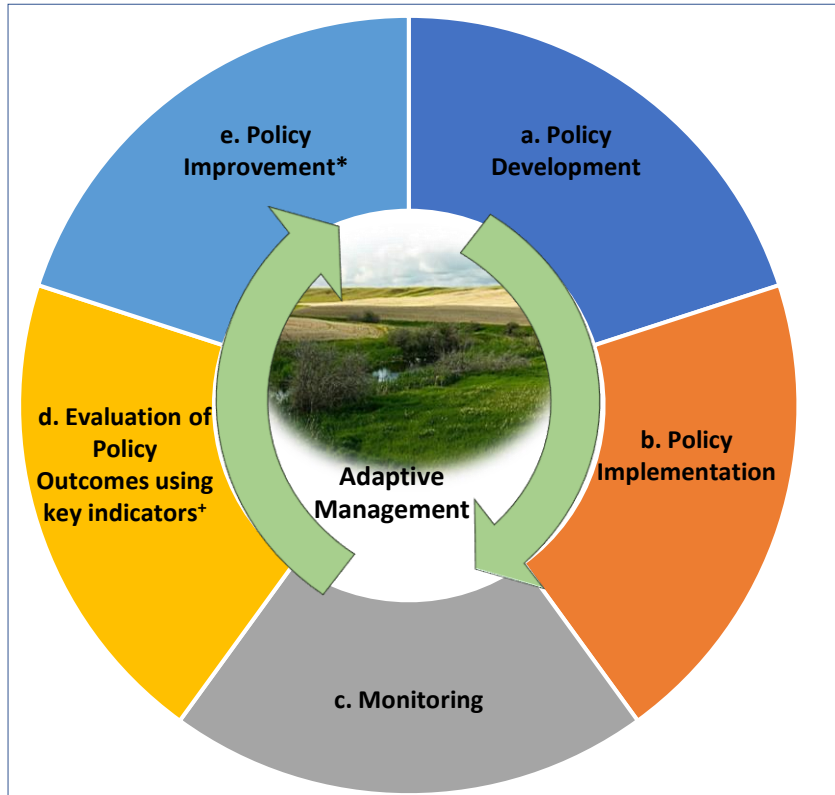 a. Policy
Development
b. Policy
Implementation
c. Monitoring
d. Evaluation of
Policy
Outcomes using
key indicators⁺
e. Policy
Improvement*
Adaptive
Management